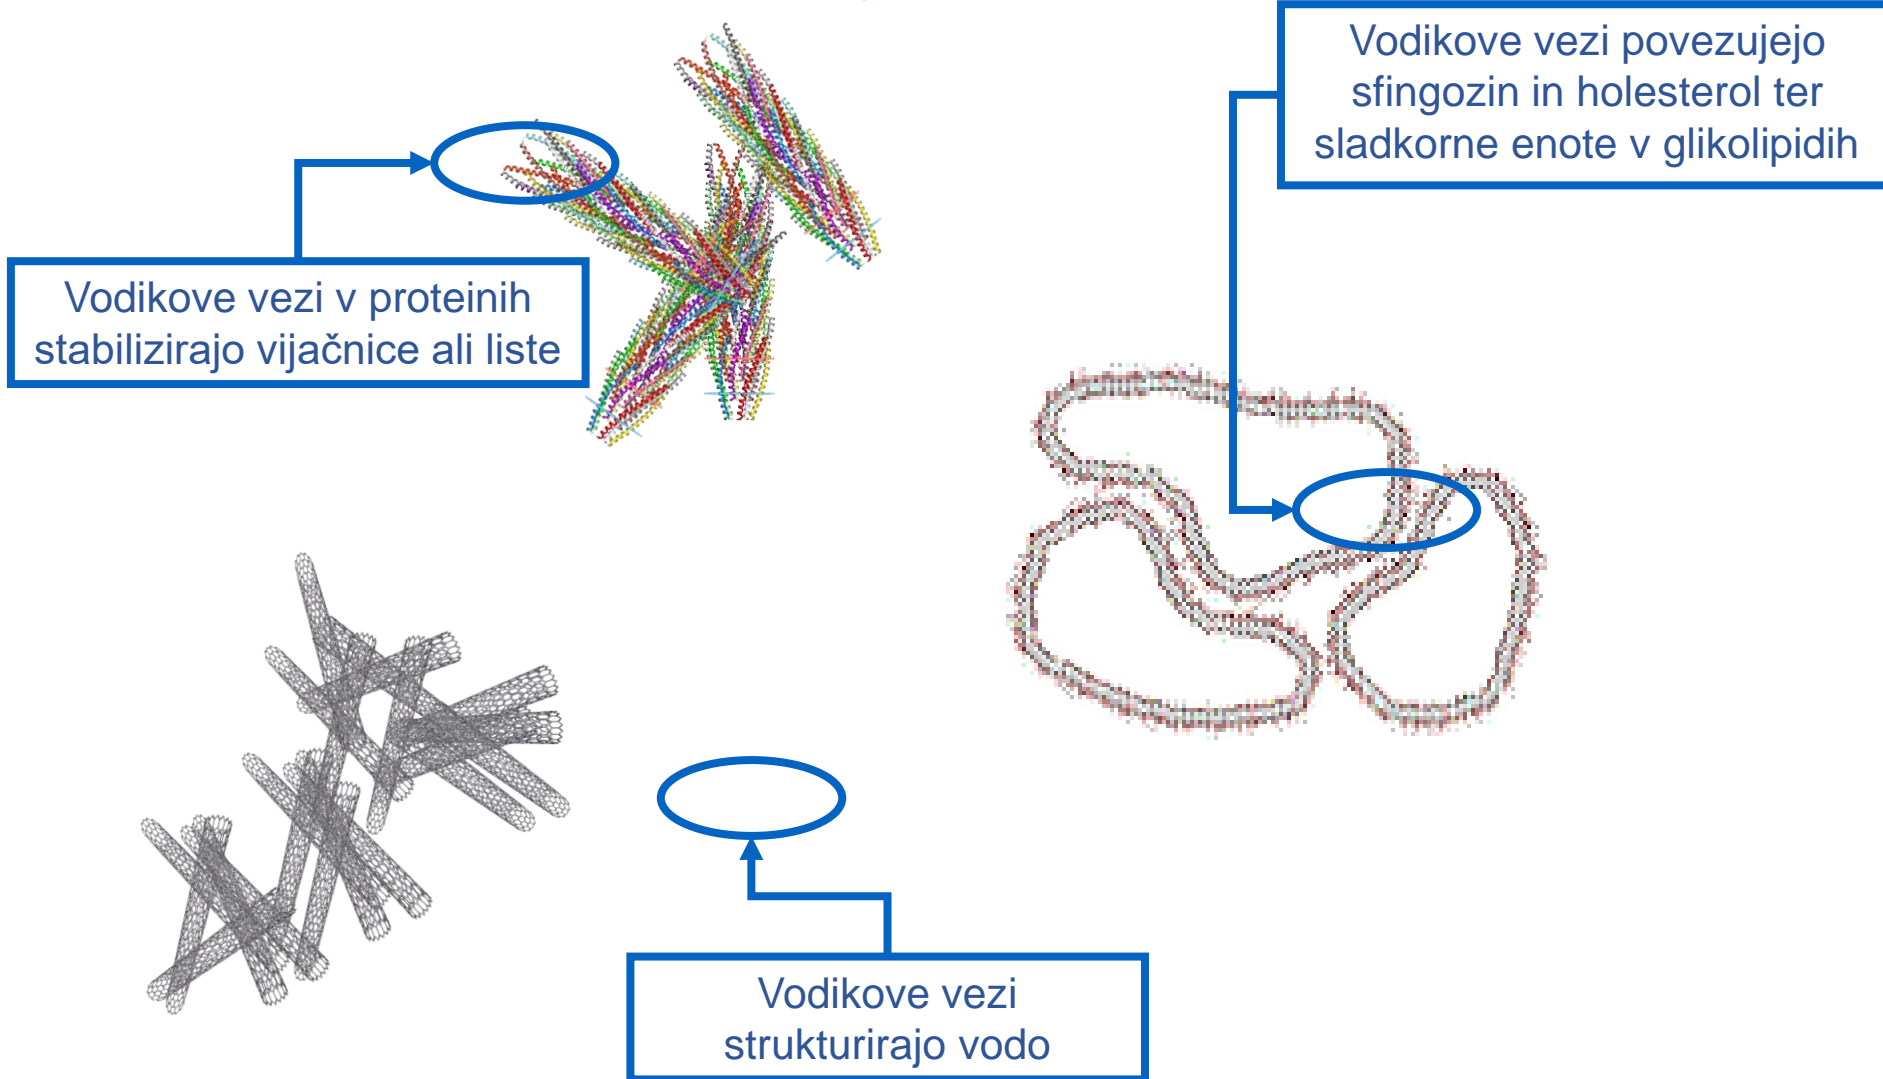 Vodikove vezi povezujejo
sfingozin in holesterol ter
sladkorne enote v glikolipidih
Vodikove vezi v proteinih
stabilizirajo vijačnice ali liste
Vodikove vezi
strukturirajo vodo